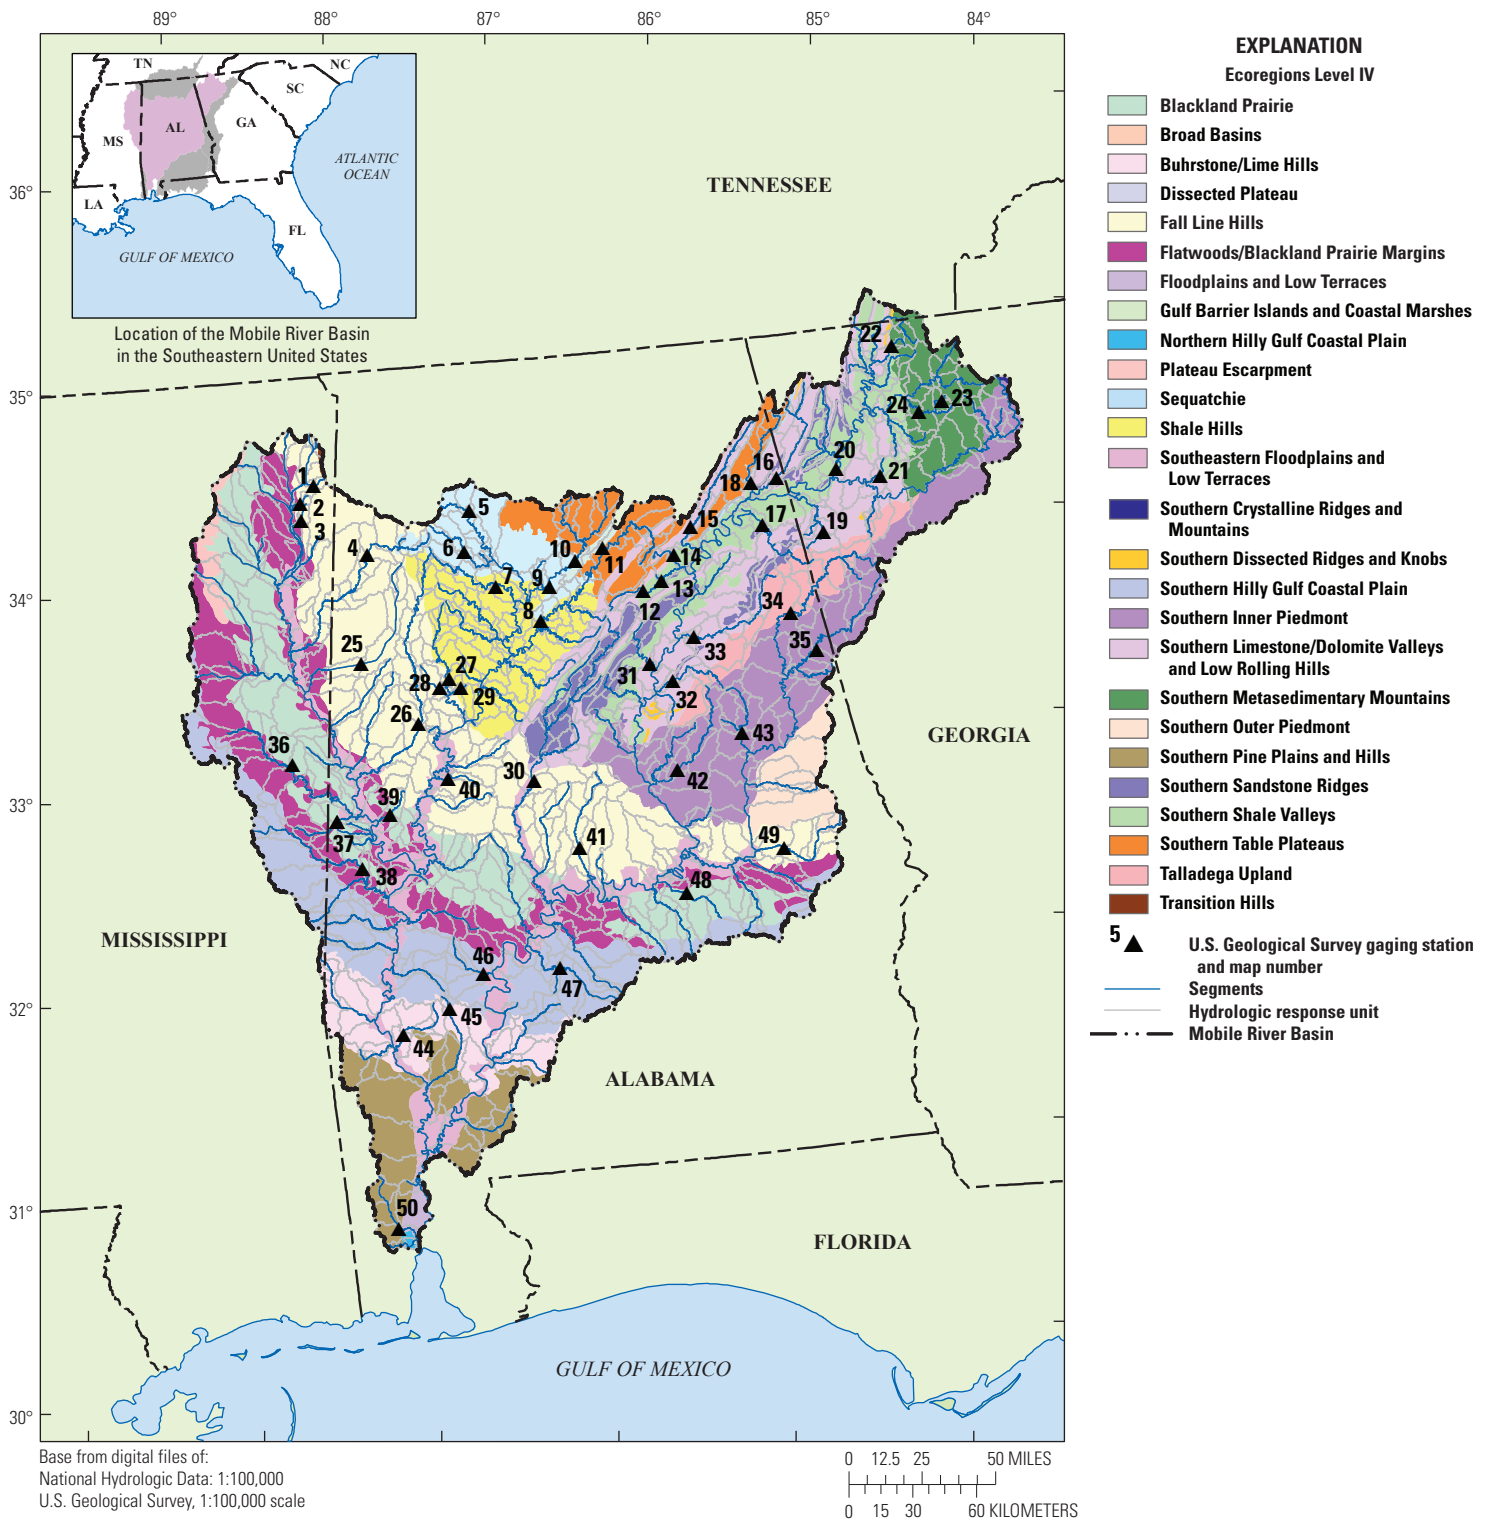 89°
88°
87°
86°
85°
84°
36°
35°
34°
33°
32°
31°
30°
TN
NC
SC
MS
AL
GA
LA
FL
ATLANTIC
OCEAN
GULF OF MEXICO
Location of the Mobile River Basin
in the Southeastern United States
TENNESSEE
GEORGIA
MISSISSIPPI
ALABAMA
FLORIDA
GULF OF MEXICO
1
2
3
4
5
6
7
8
9
10
11
12
13
14
15
16
17
18
19
20
21
22
23
24
25
26
27
28
29
30
31
32
33
34
35
36
37
38
39
40
41
42
43
44
45
46
47
48
49
50
EXPLANATION
Ecoregions Level IV
Blackland Prairie
Broad Basins
Buhrstone/Lime Hills
Dissected Plateau
Fall Line Hills
Flatwoods/Blackland Prairie Margins
Floodplains and Low Terraces
Gulf Barrier Islands and Coastal Marshes
Northern Hilly Gulf Coastal Plain
Plateau Escarpment
Sequatchie
Shale Hills
Southeastern Floodplains and
Low Terraces
Southern Crystalline Ridges and
Mountains
Southern Dissected Ridges and Knobs
Southern Hilly Gulf Coastal Plain
Southern Inner Piedmont
Southern Limestone/Dolomite Valleys
and Low Rolling Hills
Southern Metasedimentary Mountains
Southern Outer Piedmont
Southern Pine Plains and Hills
Southern Sandstone Ridges
Southern Shale Valleys
Southern Table Plateaus
Talladega Upland
Transition Hills
5
U.S. Geological Survey gaging station
and map number
Segments
Hydrologic response unit
Mobile River Basin
Base from digital files of:
National Hydrologic Data: 1:100,000
U.S. Geological Survey, 1:100,000 scale
0 12.5 25 50 MILES
0 15 30 60 KILOMETERS